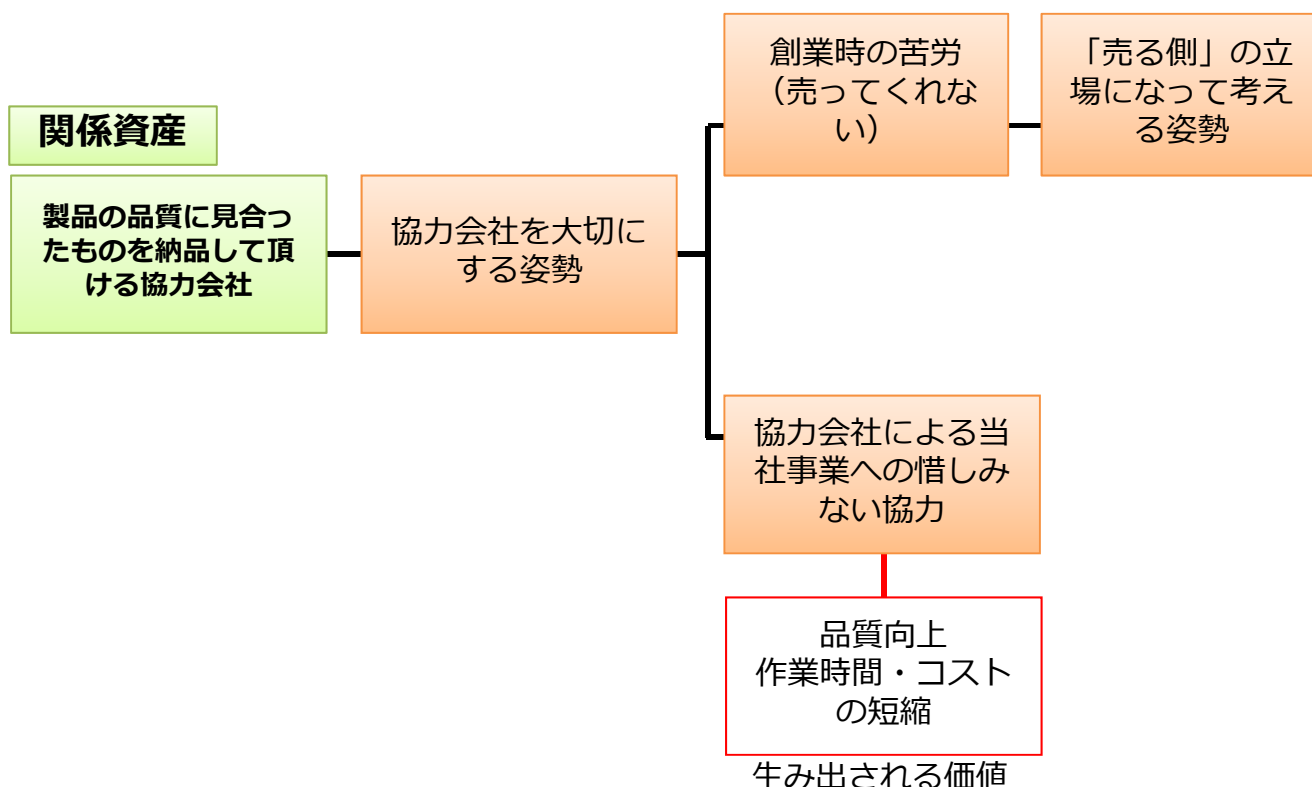 関係資産
製品の品質に見合っ
たものを納品して頂
ける協力会社
協力会社を大切に
する姿勢
創業時の苦労
(売ってくれな
い)
「売る側」の立
場になって考え
る姿勢
協力会社による当
社事業への惜しみ
ない協力
品質向上
作業時間・コスト
の短縮
生み出される価値